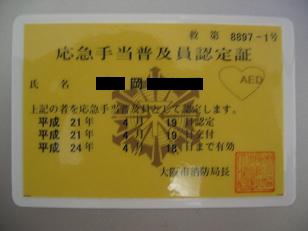 救 第 8897-1号
応急手当普及員認定証
氏 名 岡
AED
上記の者を応急手当普及員として認定します。
平成 21年 4月 19日認定
平成 21年 4月 19日交付
平成 24年 4月 18日まで有効
大阪市消防局長